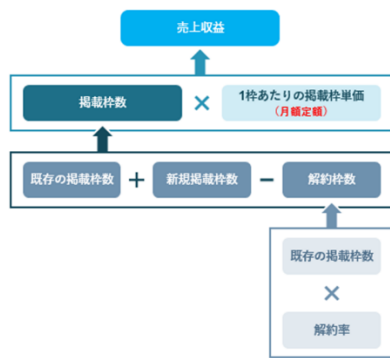 売上収益
掲載枠数
×
1枠あたりの掲載枠単価
(月額定額)
既存の掲載枠数
+
新規掲載枠数
−
解約枠数
既存の掲載枠数
×
解約率